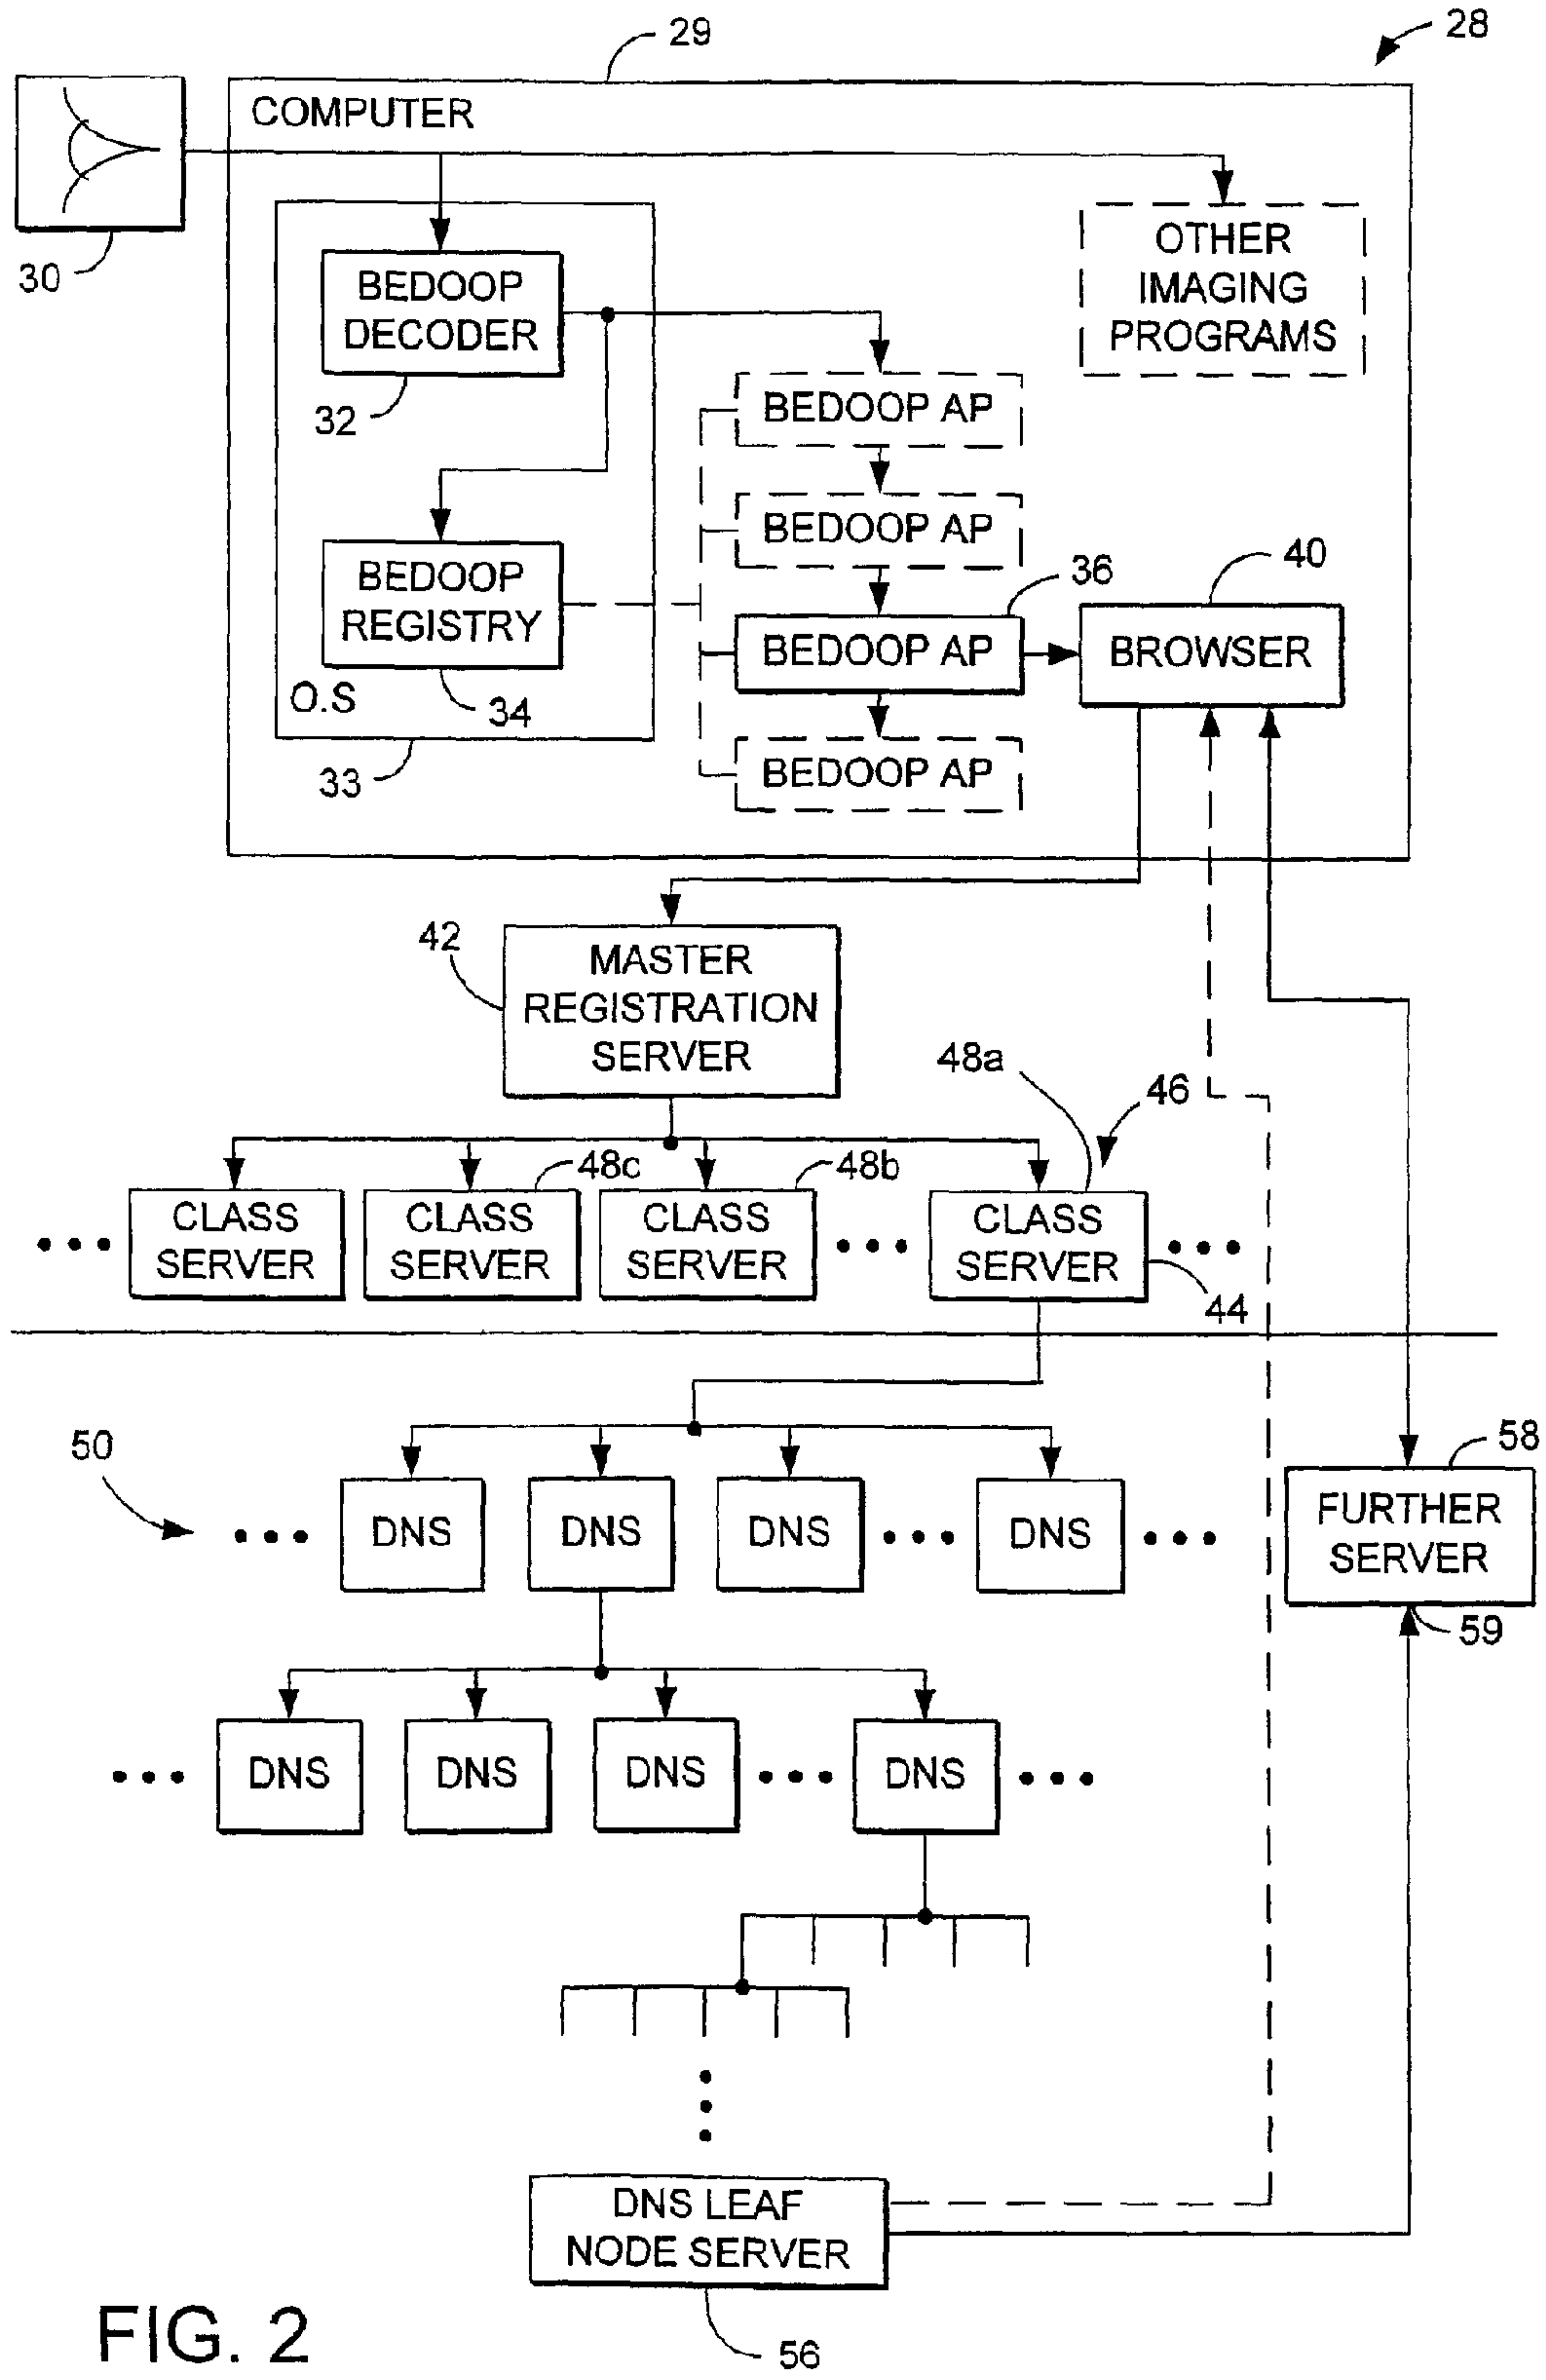 29
28
COMPUTER
30
OTHER
IMAGING
PROGRAMS
BEDOOP
DECODER
32
BEDOOP AP
BEDOOP AP
36
40
BEDOOP
REGISTRY
BEDOOP AP
BROWSER
O.S
34
33
BEDOOP AP
42
MASTER
REGISTRATION
SERVER
48a
46
48c
48b
CLASS
SERVER
CLASS
SERVER
CLASS
SERVER
CLASS
SERVER
44
50
58
DNS
DNS
DNS
DNS
FURTHER
SERVER
59
DNS
DNS
DNS
DNS
DNS LEAF
NODE SERVER
56
FIG. 2